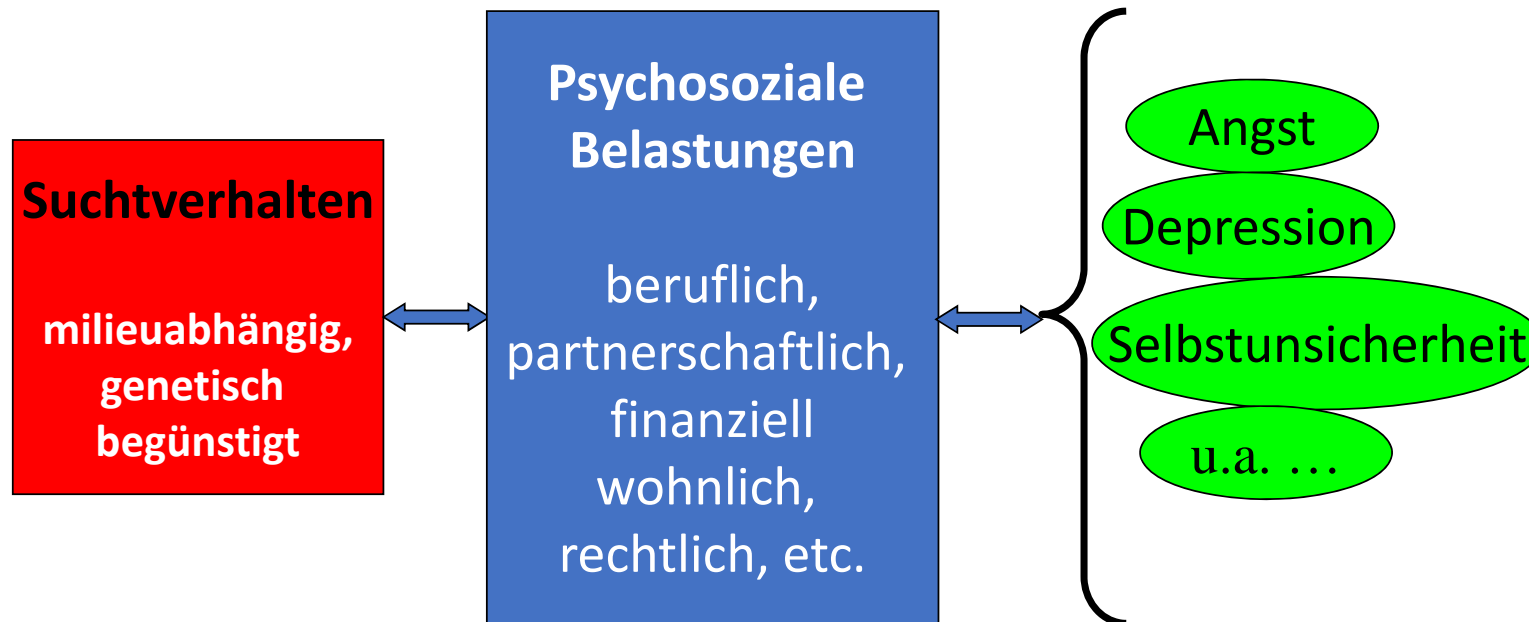 Suchtverhalten
milieuabhängig,
genetisch
begünstigt
Psychosoziale
Belastungen
beruflich,
partnerschaftlich,
finanziell
wohnlich,
rechtlich, etc.
Angst
Depression
Selbstunsicherheit
u.a. …